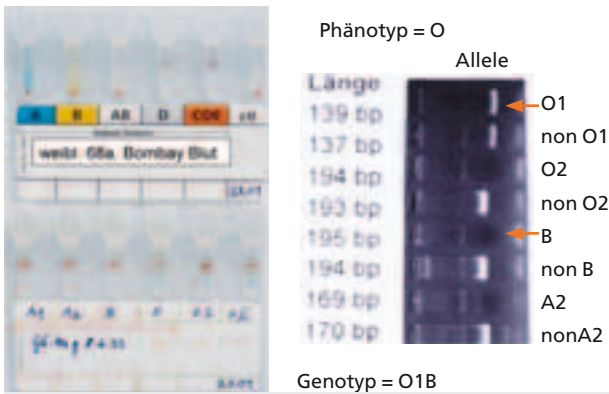 A B AB D CDE ctl
weibl. 68a. Bombay Blut
A1 A2 B O
Phänotyp = O
Allele
Länge
139 bp O1
137 bp non O1
194 bp O2
193 bp non O2
195 bp B
194 bp non B
169 bp A2
170 bp nonA2
Genotyp = O1B